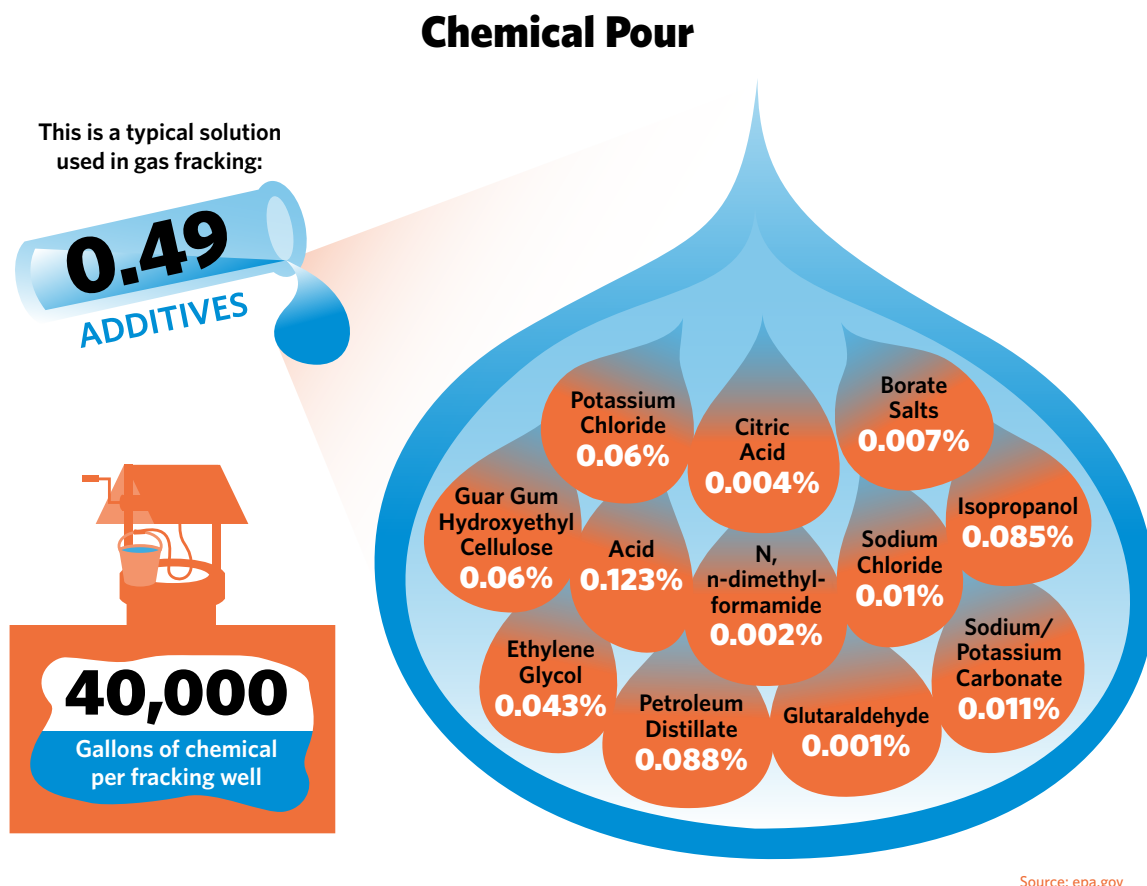 Chemical Pour
This is a typical solution
used in gas fracking:
0.49
ADDITIVES
Potassium
Chloride
0.06%
Citric
Acid
0.004%
Borate
Salts
0.007%
Guar Gum
Hydroxyethyl
Cellulose
0.06%
Acid
0.123%
N,
n-dimethyl-
formamide
0.002%
Sodium
Chloride
0.01%
Isopropanol
0.085%
Ethylene
Glycol
0.043%
Petroleum
Distillate
0.088%
Glutaraldehyde
0.001%
Sodium/
Potassium
Carbonate
0.011%
40,000
Gallons of chemical
per fracking well
Source: epa.gov